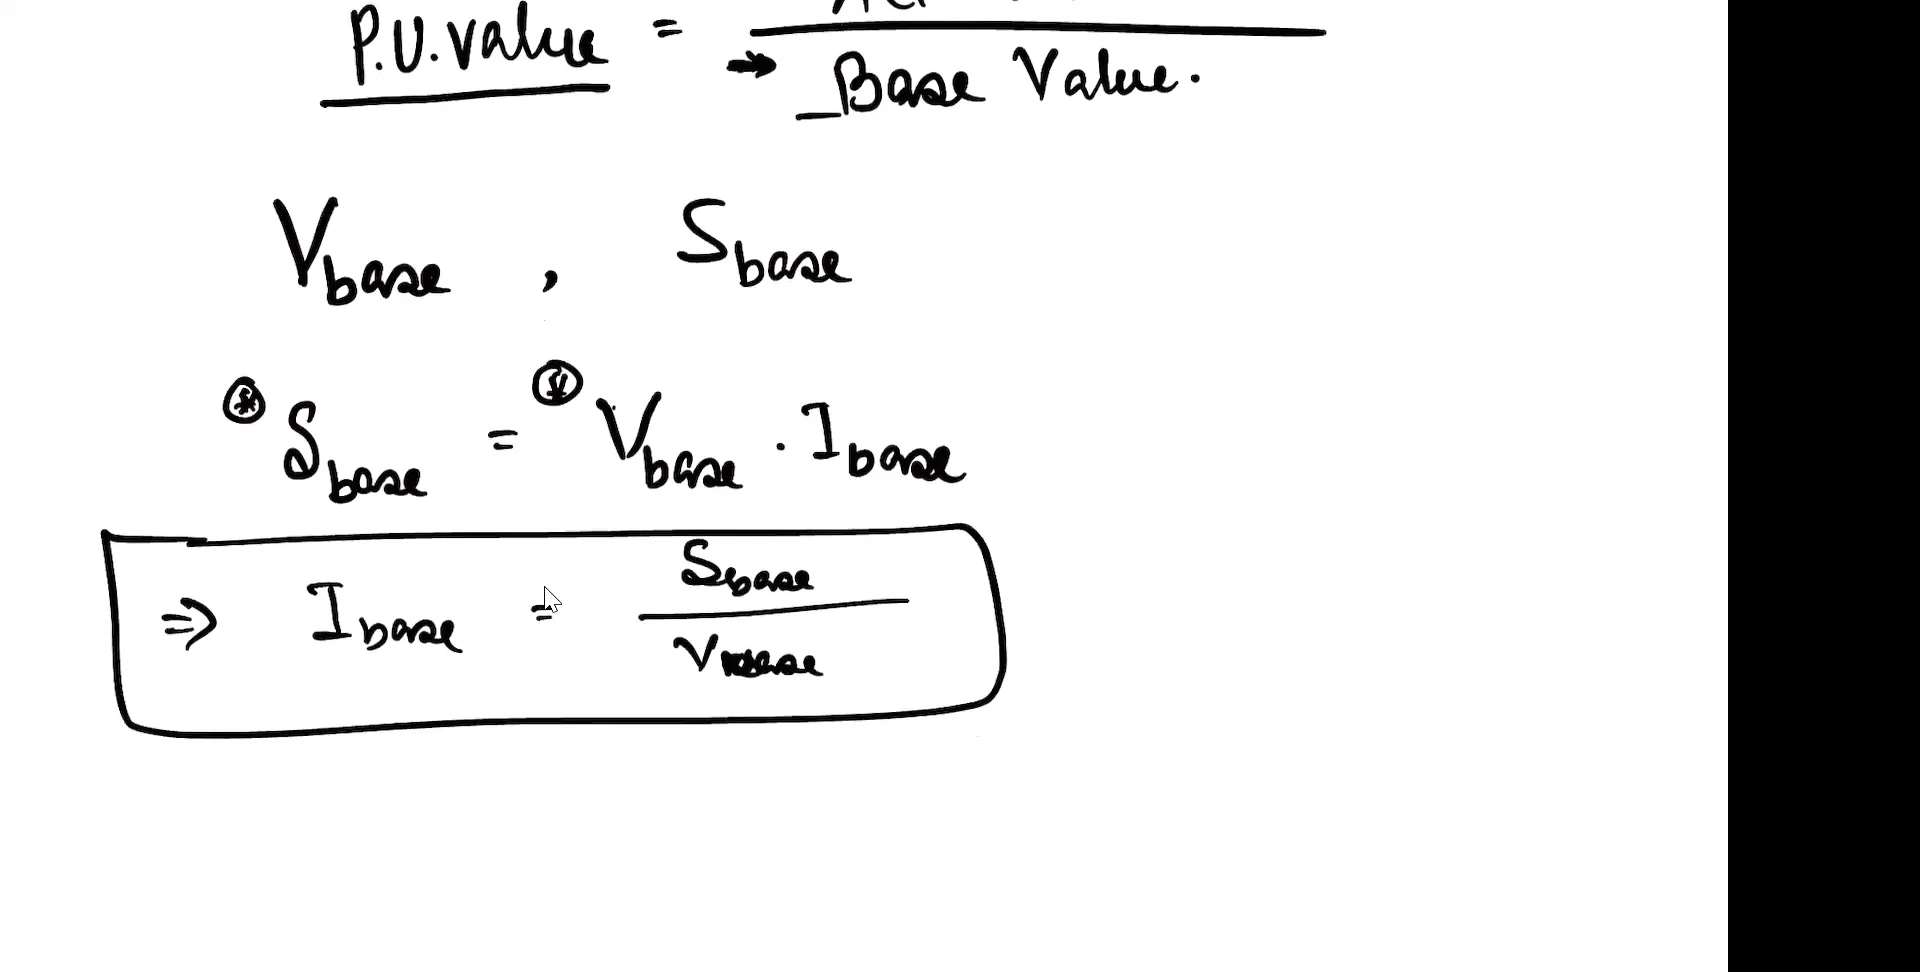 P.U. value =
Base Value.
Vbase , Sbase
Sbase = Vbase . Ibase
⇒ Ibase = Sbase
Vbase